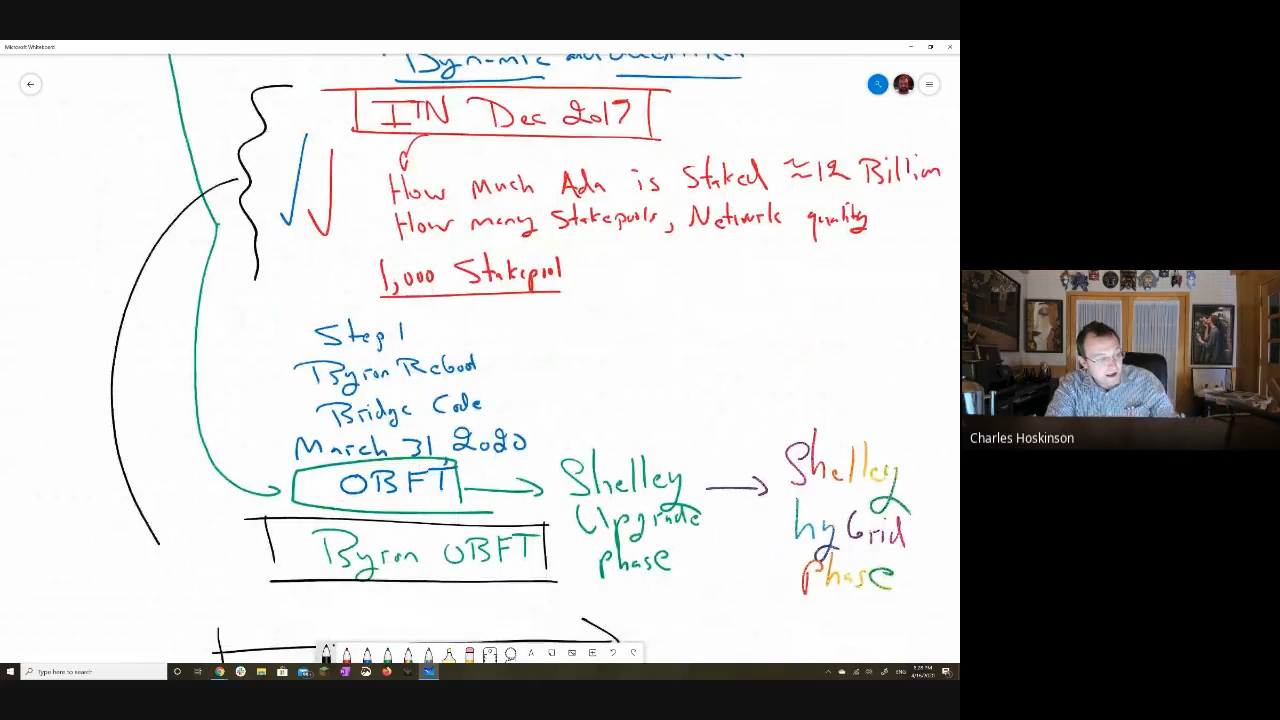 Microsoft Whiteboard
ITN Dec 2017
How Much Ada is Staked ≈12 Billion
How many Stakepools, Network quality
1,000 Stakepool
Step 1
Byron Reboot
Bridge Code
March 31 2020
OBFT
Byron OBFT
Shelley
Upgrade
phase
Shelley
hybrid
phase
Charles Hoskinson
Type here to search
ENG